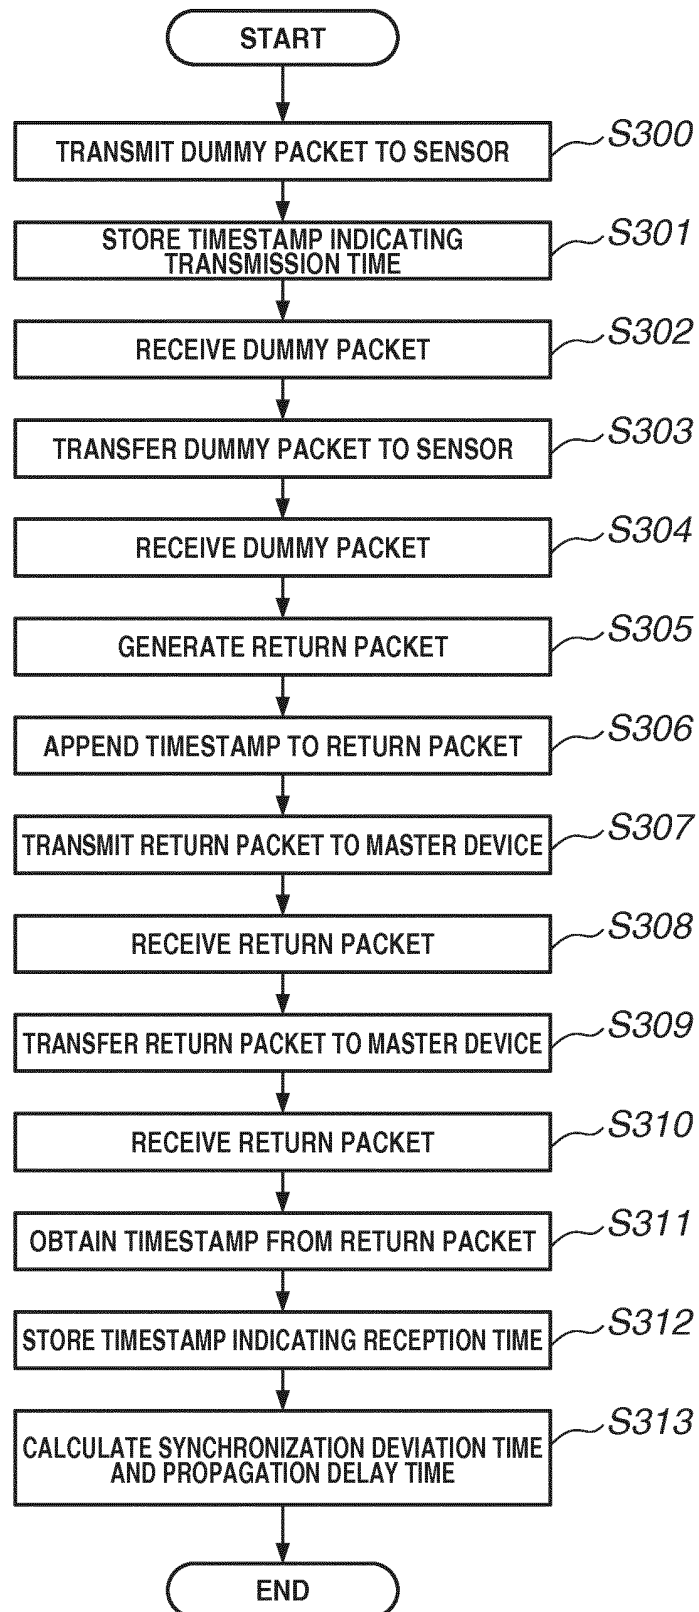 START
TRANSMIT DUMMY PACKET TO SENSOR
S300
STORE TIMESTAMP INDICATING
TRANSMISSION TIME
S301
RECEIVE DUMMY PACKET
S302
TRANSFER DUMMY PACKET TO SENSOR
S303
RECEIVE DUMMY PACKET
S304
GENERATE RETURN PACKET
S305
APPEND TIMESTAMP TO RETURN PACKET
S306
TRANSMIT RETURN PACKET TO MASTER DEVICE
S307
RECEIVE RETURN PACKET
S308
TRANSFER RETURN PACKET TO MASTER DEVICE
S309
RECEIVE RETURN PACKET
S310
OBTAIN TIMESTAMP FROM RETURN PACKET
S311
STORE TIMESTAMP INDICATING RECEPTION TIME
S312
CALCULATE SYNCHRONIZATION DEVIATION TIME
AND PROPAGATION DELAY TIME
S313
END